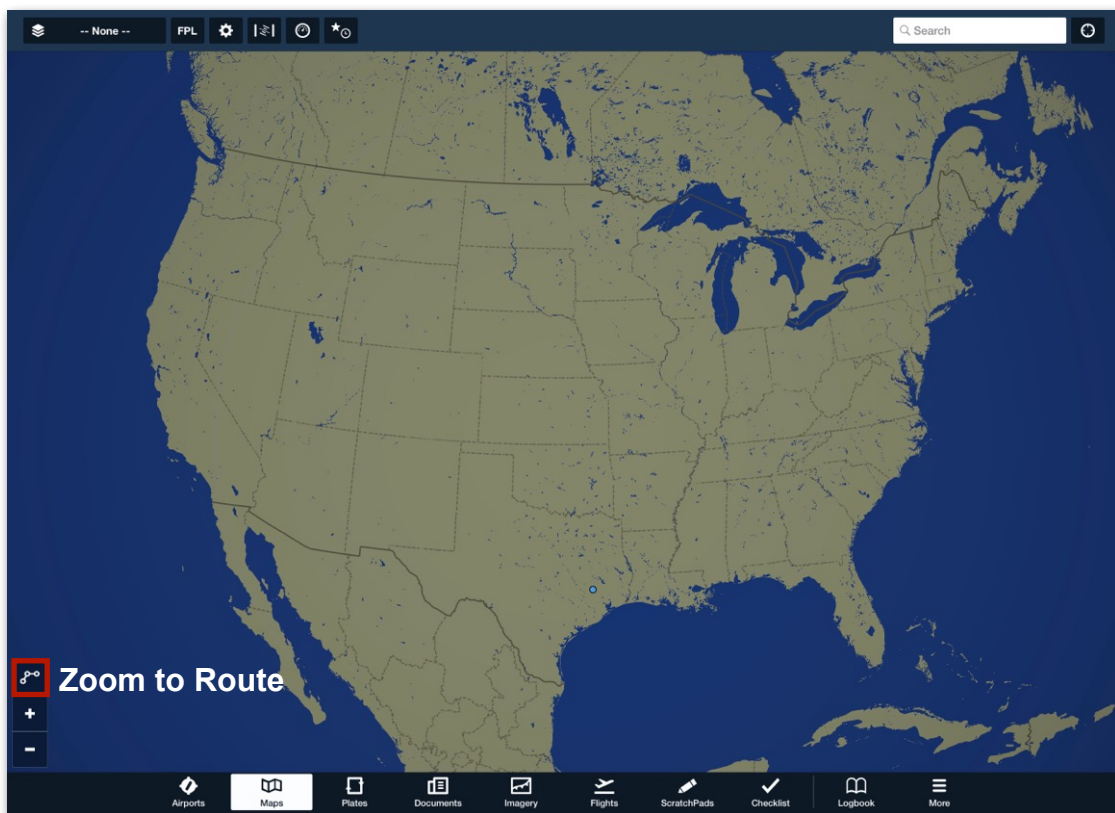 -- None --
FPL
Search
Zoom to Route
+
-
Airports
Maps
Plates
Documents
Imagery
Flights
ScratchPads
Checklist
Logbook
More